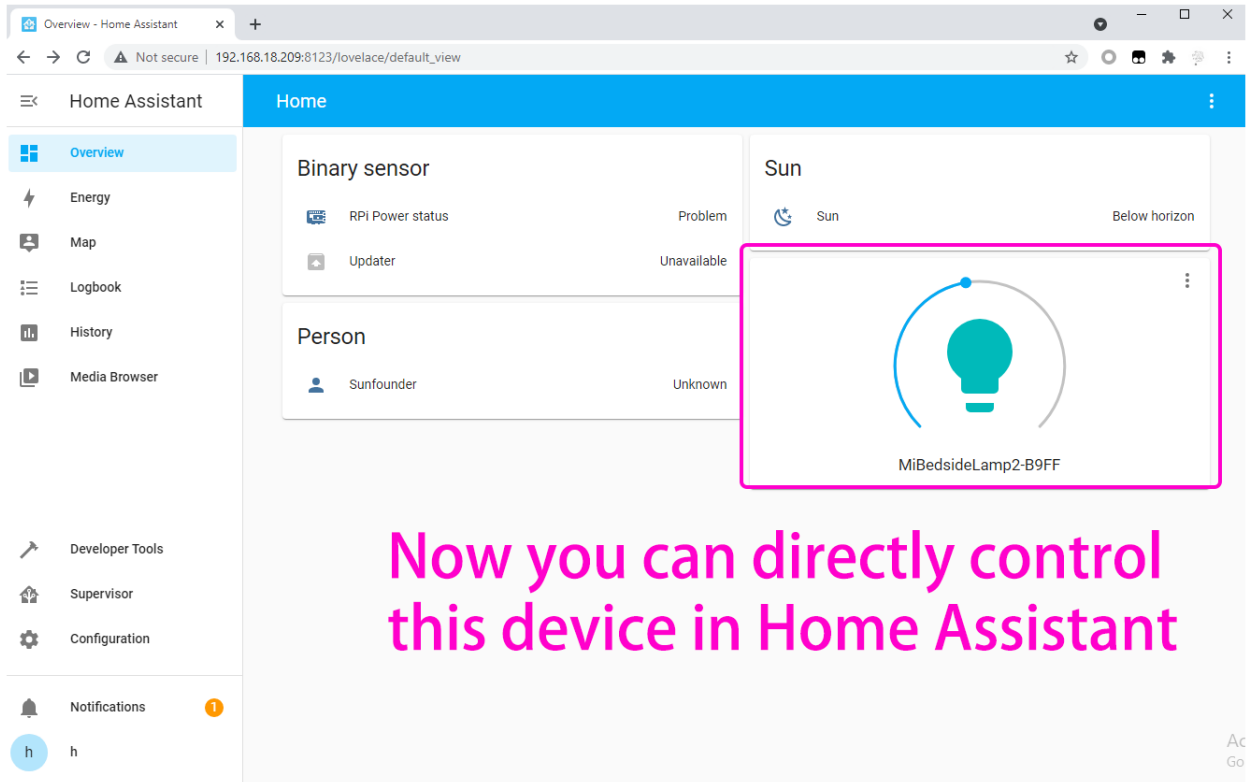 Overview - Home Assistant
Not secure | 192.168.18.209:8123/lovelace/default_view
Home Assistant
Home
Overview
Energy
Map
Logbook
History
Media Browser
Developer Tools
Supervisor
Configuration
Notifications 1
h h
Binary sensor
RPi Power status Problem
Updater Unavailable
Person
Sunfounder Unknown
Sun
Sun Below horizon
MiBedsideLamp2-B9FF
Now you can directly control
this device in Home Assistant